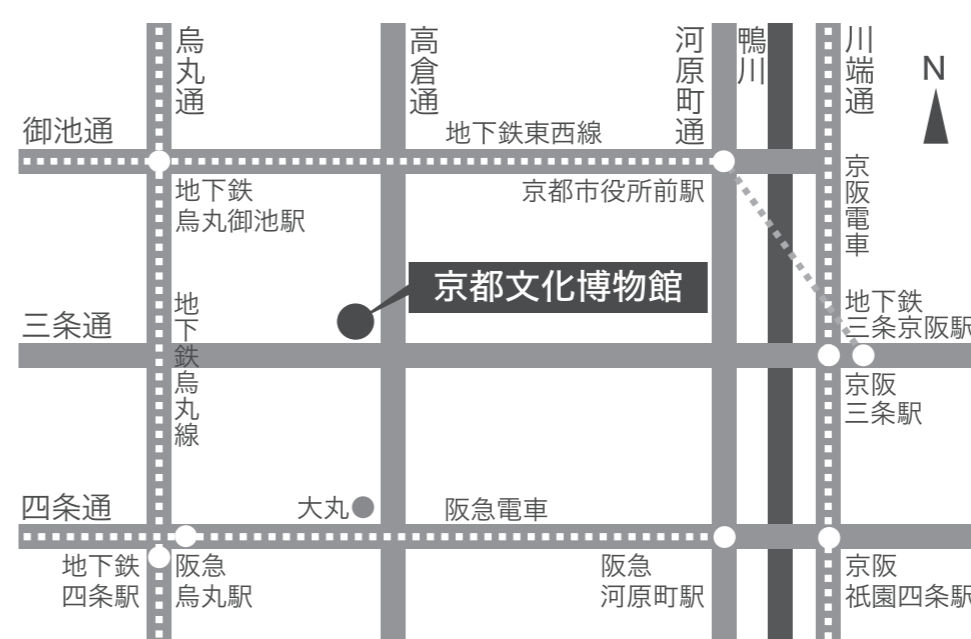 烏丸通
高倉通
河原町通
鴨川
川端通
N
御池通
地下鉄東西線
京阪電車
地下鉄
烏丸御池駅
京都市役所前駅
京都文化博物館
地下鉄
三条京阪駅
三条通
地下鉄烏丸線
京阪
三条駅
四条通
大丸
阪急電車
地下鉄
四条駅
阪急
烏丸駅
阪急
河原町駅
京阪
祇園四条駅